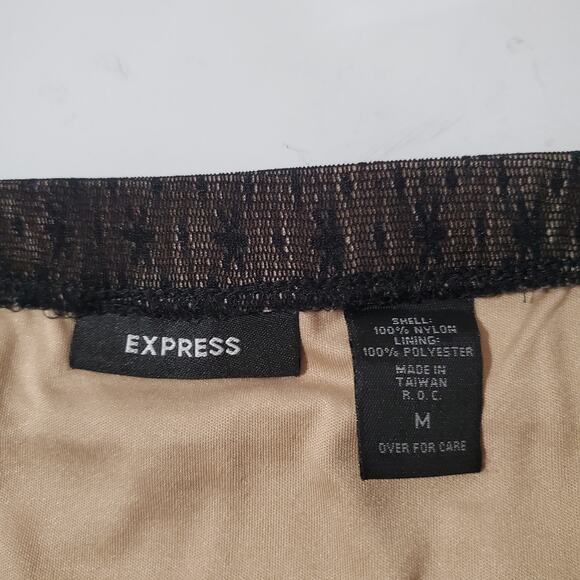 EXPRESS
SHELL:
100% NYLON
LINING:
100% POLYESTER
MADE IN
TAIWAN
R.O.C.
M
OVER FOR CARE